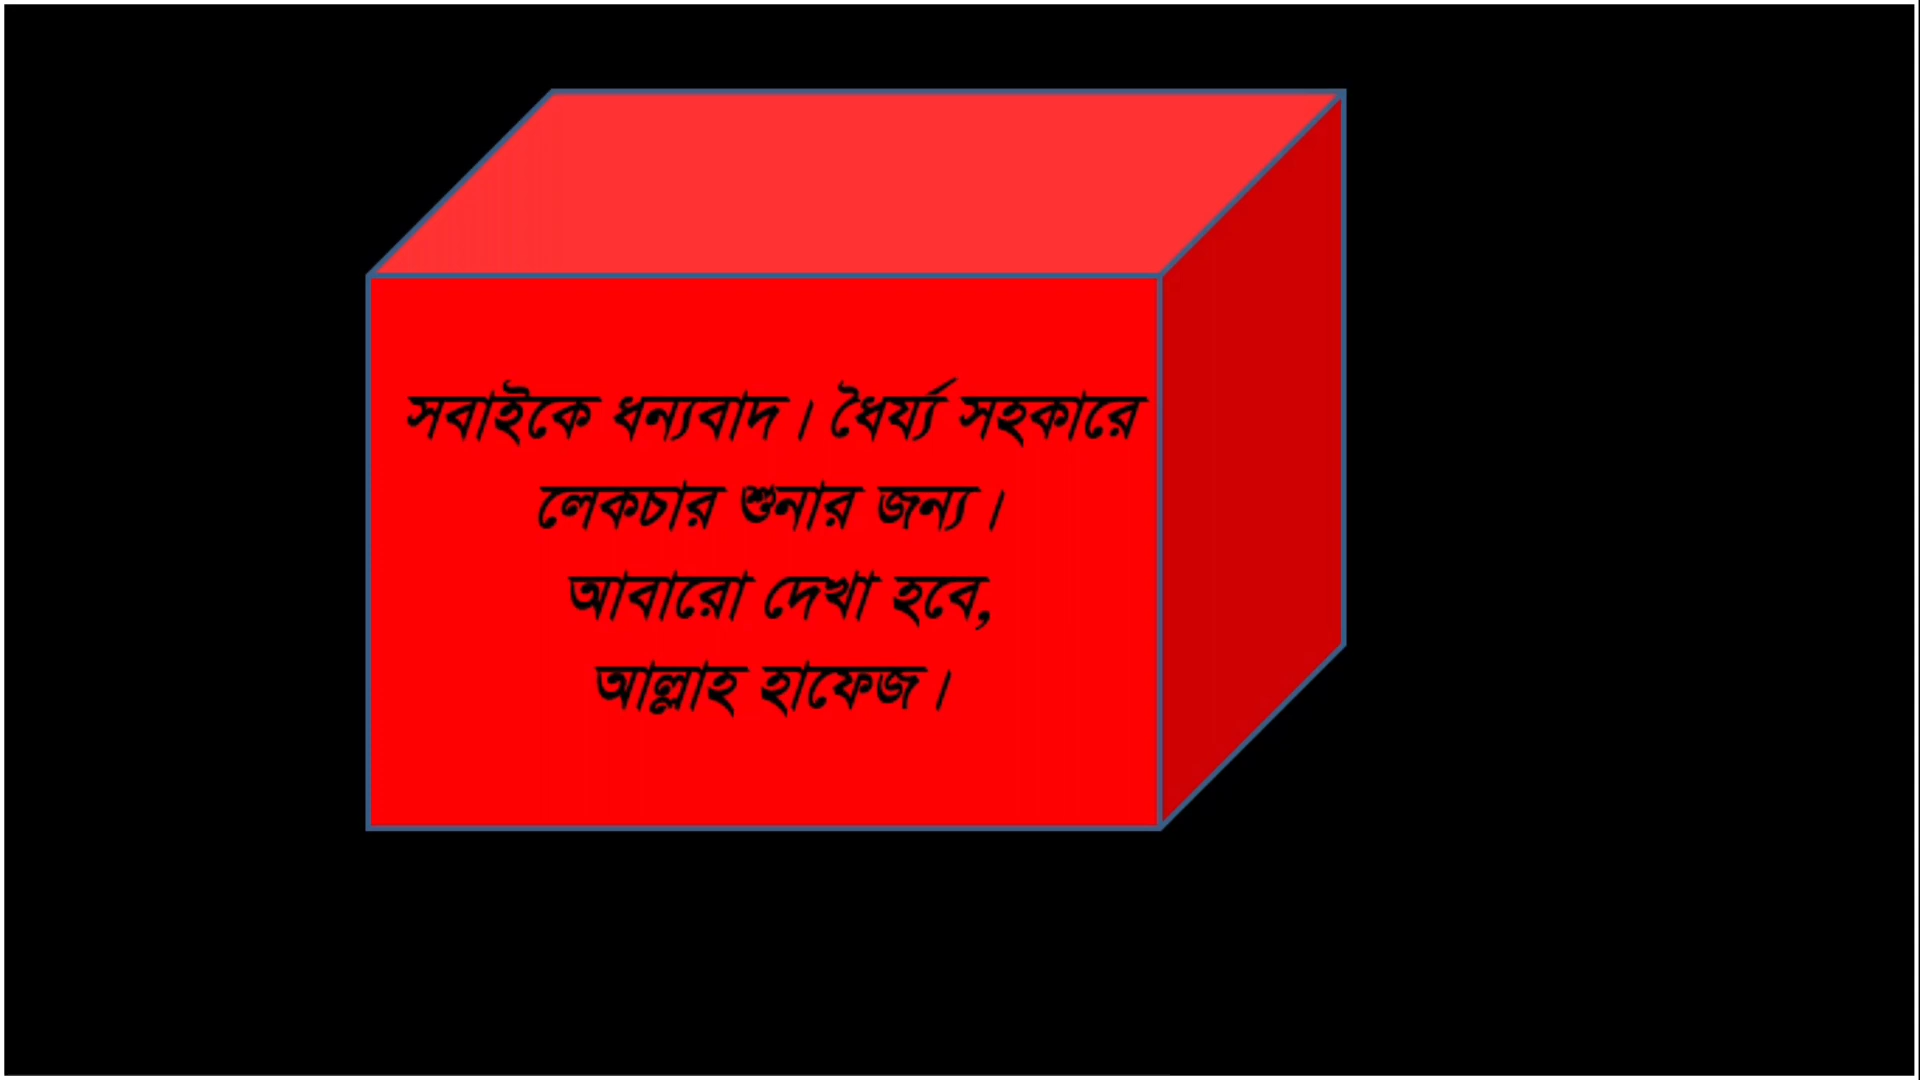 সবাইকে ধন্যবাদ। ধৈর্য্য সহকারে
লেকচার শুনার জন্য।
আবারো দেখা হবে,
আল্লাহ হাফেজ।